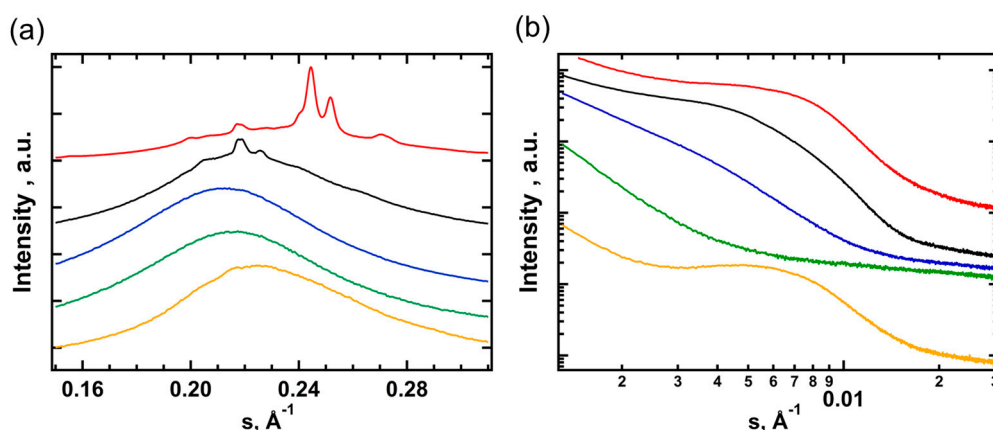 (a)
(b)
Intensity , a.u.
0.16 0.20 0.24 0.28
s, Å⁻¹
Intensity , a.u.
2 3 4 5 6 7 8 9 0.01 2 3
s, Å⁻¹